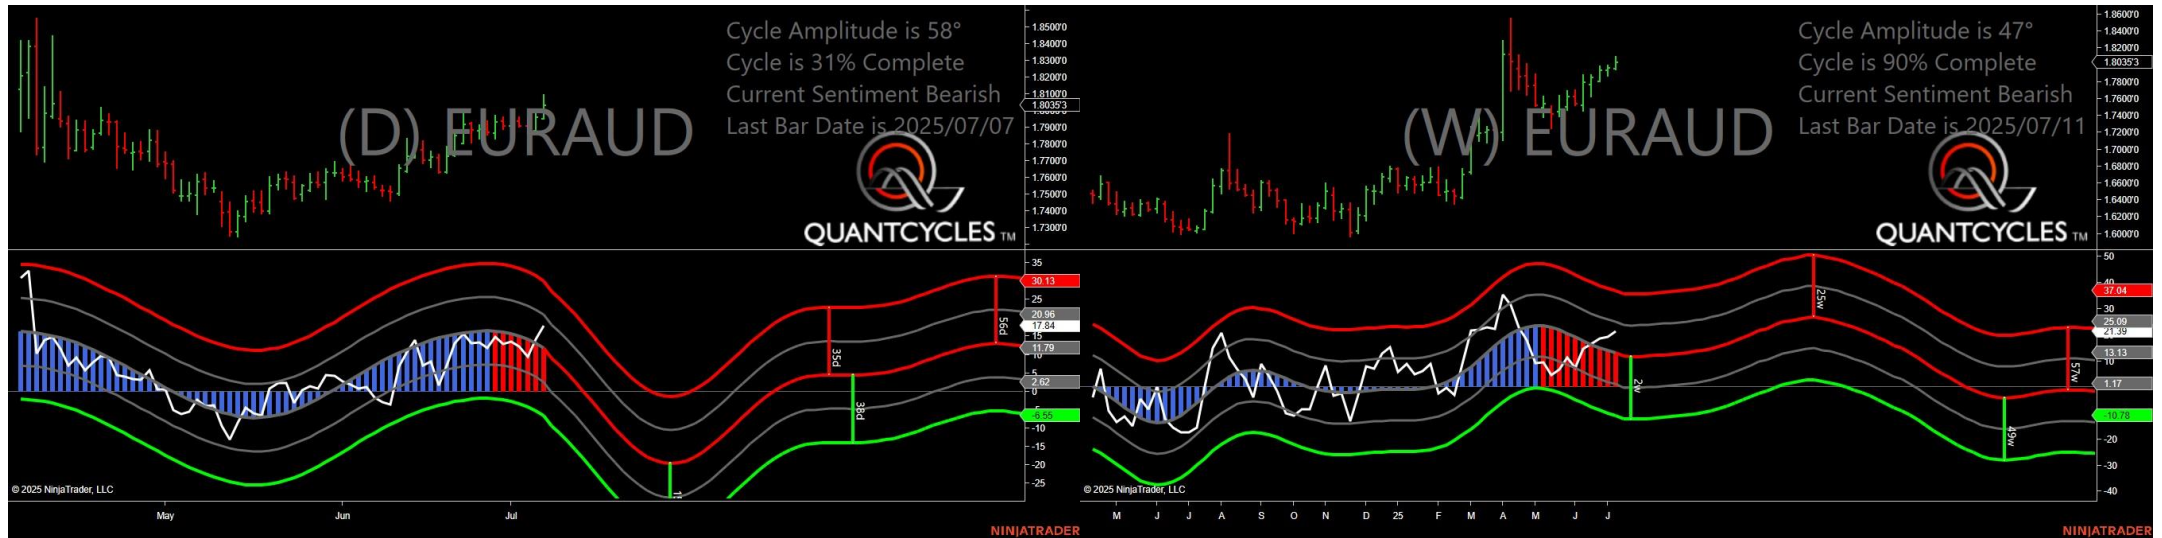 Cycle Amplitude is 58°
Cycle is 31% Complete
Current Sentiment Bearish
Last Bar Date is 2025/07/07
(D) EURAUD
QUANTCYCLES TM
1.8500'0
1.8400'0
1.8300'0
1.8200'0
1.8100'0
1.8035'3
1.7900'0
1.7800'0
1.7700'0
1.7600'0
1.7500'0
1.7400'0
1.7300'0
35
30.13
25
20.96
17.84
15
11.79
10
5
2.62
0
-6.55
-10
-15
-20
-25
35d
38d
56d
© 2025 NinjaTrader, LLC
May
Jun
Jul
NINJATRADER
Cycle Amplitude is 47°
Cycle is 90% Complete
Current Sentiment Bearish
Last Bar Date is 2025/07/11
(W) EURAUD
QUANTCYCLES TM
1.8600'0
1.8400'0
1.8200'0
1.8035'3
1.7800'0
1.7600'0
1.7400'0
1.7200'0
1.7000'0
1.6800'0
1.6600'0
1.6400'0
1.6200'0
1.6000'0
50
40
37.04
30
25.09
21.39
13.13
10
1.17
-10.78
-20
-30
-40
2w
25w
49w
57w
© 2025 NinjaTrader, LLC
M
J
J
A
S
O
N
D
25
F
M
A
M
J
J
NINJATRADER